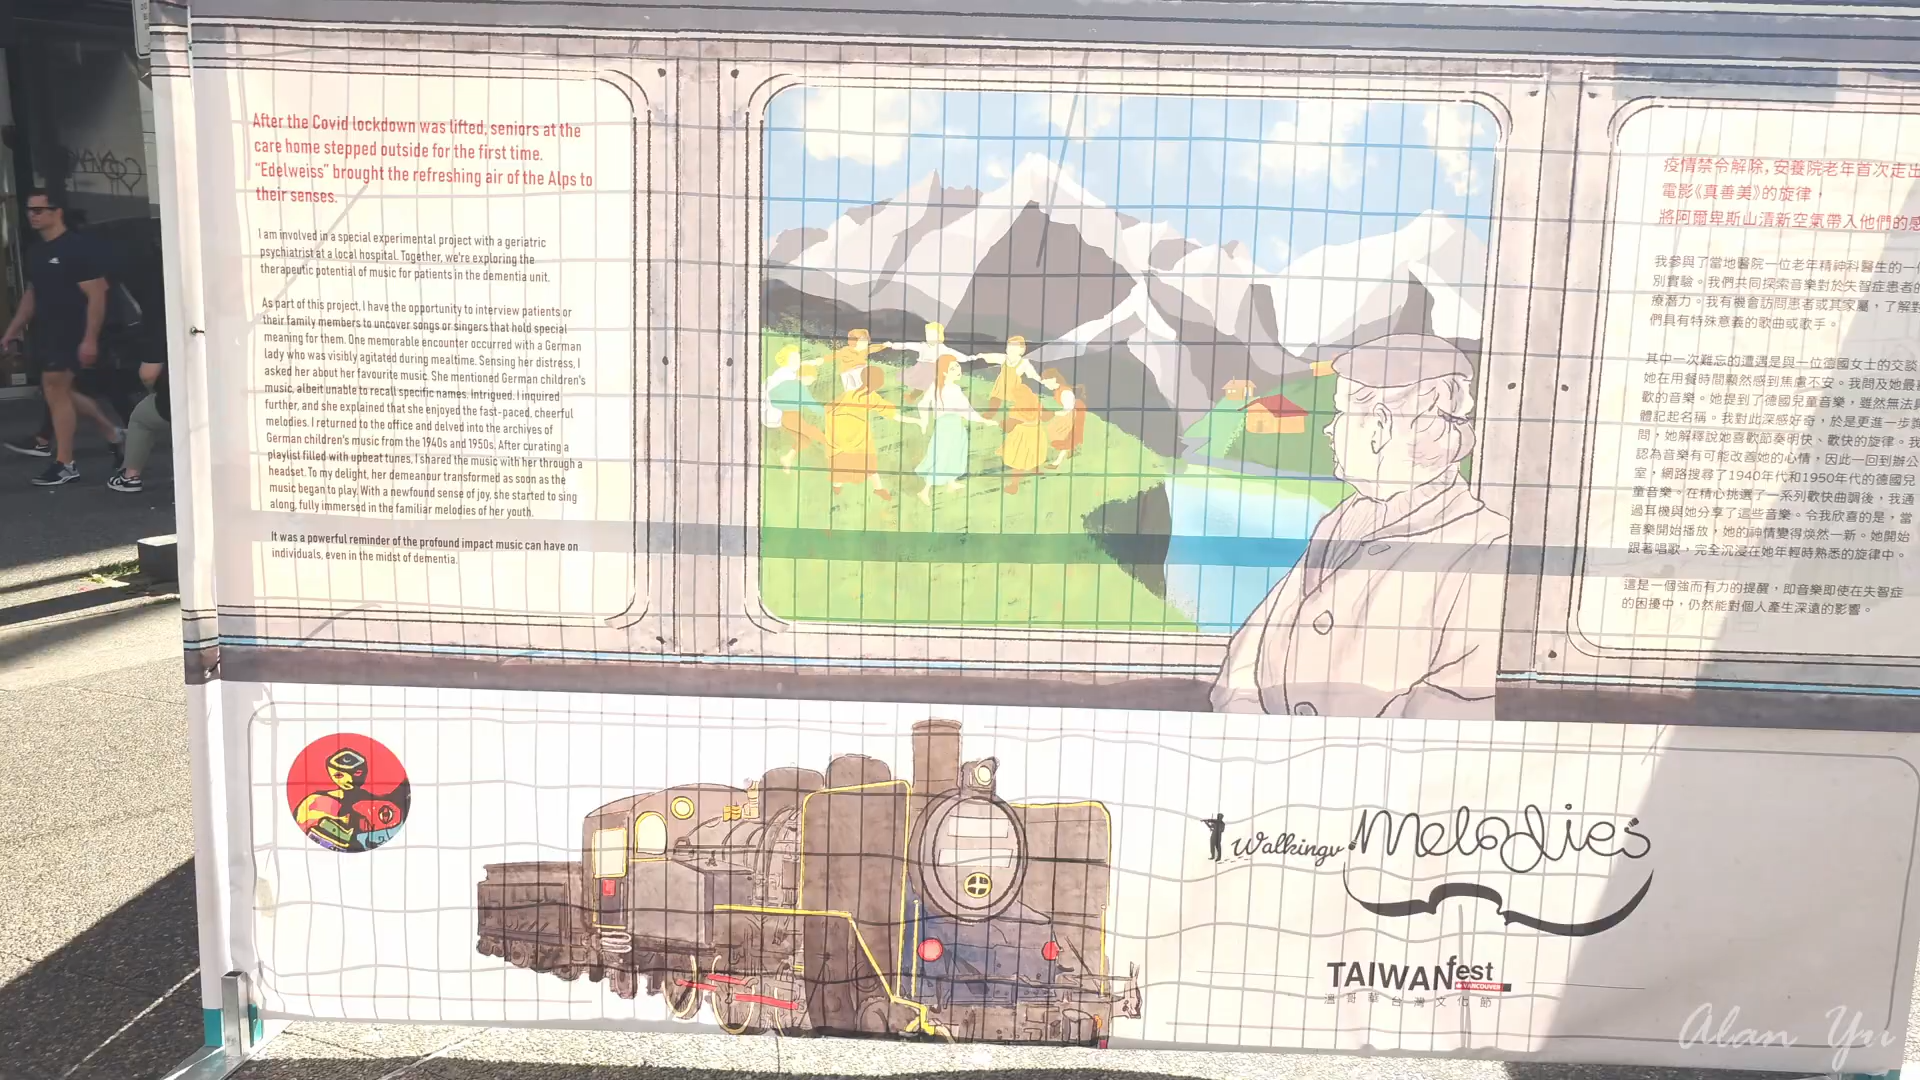 After the Covid lockdown was lifted, seniors at the
care home stepped outside for the first time.
“Edelweiss” brought the refreshing air of the Alps to
their senses.
I am involved in a special experimental project with a geriatric
psychiatrist at a local hospital. Together, we're exploring the
therapeutic potential of music for patients in the dementia unit.
As part of this project, I have the opportunity to interview patients or
their family members to uncover songs or singers that hold special
meaning for them. One memorable encounter occurred with a German
lady who was visibly agitated during mealtime. Sensing her distress, I
asked her about her favourite music. She mentioned German children's
music, albeit unable to recall specific names. Intrigued, I inquired
further, and she explained that she enjoyed the fast-paced, cheerful
melodies. I returned to the office and delved into the archives of
German children's music from the 1940s and 1950s. After curating a
playlist filled with upbeat tunes, I shared the music with her through a
headset. To my delight, her demeanour transformed as soon as the
music began to play. With a newfound sense of joy, she started to sing
along, fully immersed in the familiar melodies of her youth.
It was a powerful reminder of the profound impact music can have on
individuals, even in the midst of dementia.
疫情禁令解除,安養院老年首次走出
電影《真善美》的旋律，
將阿爾卑斯山清新空氣帶入他們的感
我參與了當地醫院一位老年精神科醫生的一
別實驗。我們共同探索音樂對於失智症患者的
療潛力。我有機會訪問患者或其家屬，了解對
們具有特殊意義的歌曲或歌手。
其中一次難忘的遭遇是與一位德國女士的交談
她在用餐時間顯然感到焦慮不安。我問及她最喜
歡的音樂。她提到了德國兒童音樂，雖然無法具
體記起名稱。我對此深感好奇，於是更進一步詢
問，她解釋說她喜歡節奏明快、歡快的旋律。我
認為音樂有可能改善她的心情，因此一回到辦公
室，網路搜尋了1940年代和1950年代的德國兒
童音樂。在精心挑選了一系列歡快曲調後，我通
過耳機與她分享了這些音樂。令我欣喜的是，當
音樂開始播放，她的神情變得煥然一新。她開始
跟著唱歌，完全沉浸在她年輕時熟悉的旋律中。
這是一個強而有力的提醒，即音樂即使在失智症
的困擾中，仍然能對個人產生深遠的影響。
Walking Melodies
TAIWANfest
de VANCOUVER
溫哥華台灣文化節
Alan Yu